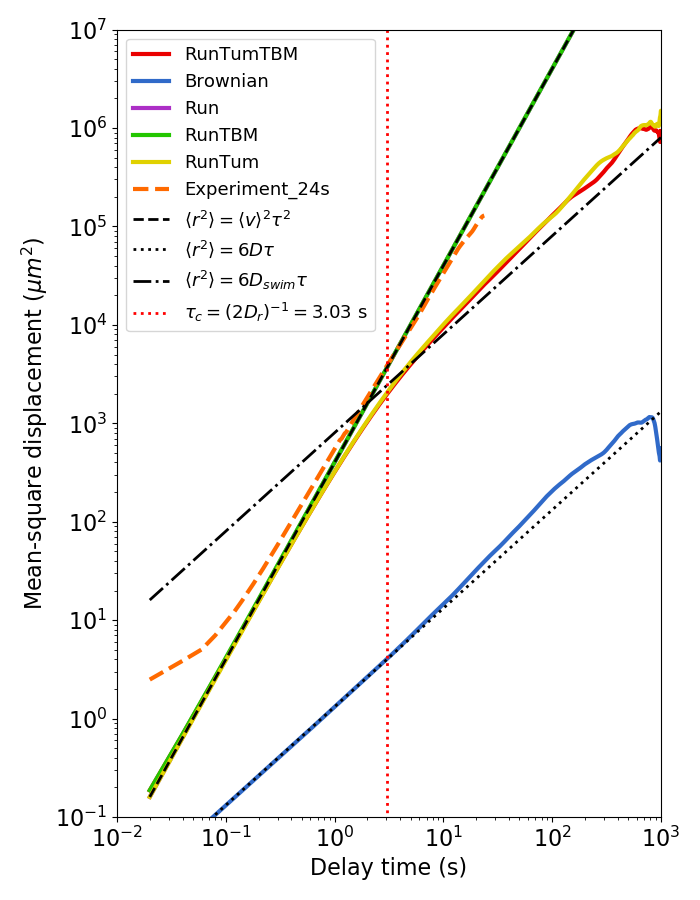 10⁷
10⁶
10⁵
10⁴
10³
10²
10¹
10⁰
10⁻¹
Mean-square displacement (μm²)
RunTumTBM
Brownian
Run
RunTBM
RunTum
Experiment_24s
⟨r²⟩ = ⟨v⟩²τ²
⟨r²⟩ = 6Dτ
⟨r²⟩ = 6D_swimτ
τ_c = (2D_r)⁻¹ = 3.03 s
10⁻² 10⁻¹ 10⁰ 10¹ 10² 10³
Delay time (s)